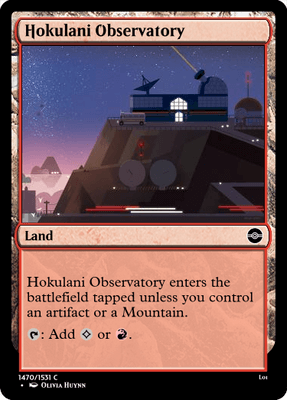 Hokulani Observatory
Land
Hokulani Observatory enters the
battlefield tapped unless you control
an artifact or a Mountain.
: Add or .
1470/1531 C
Los
• Olivia Huynn